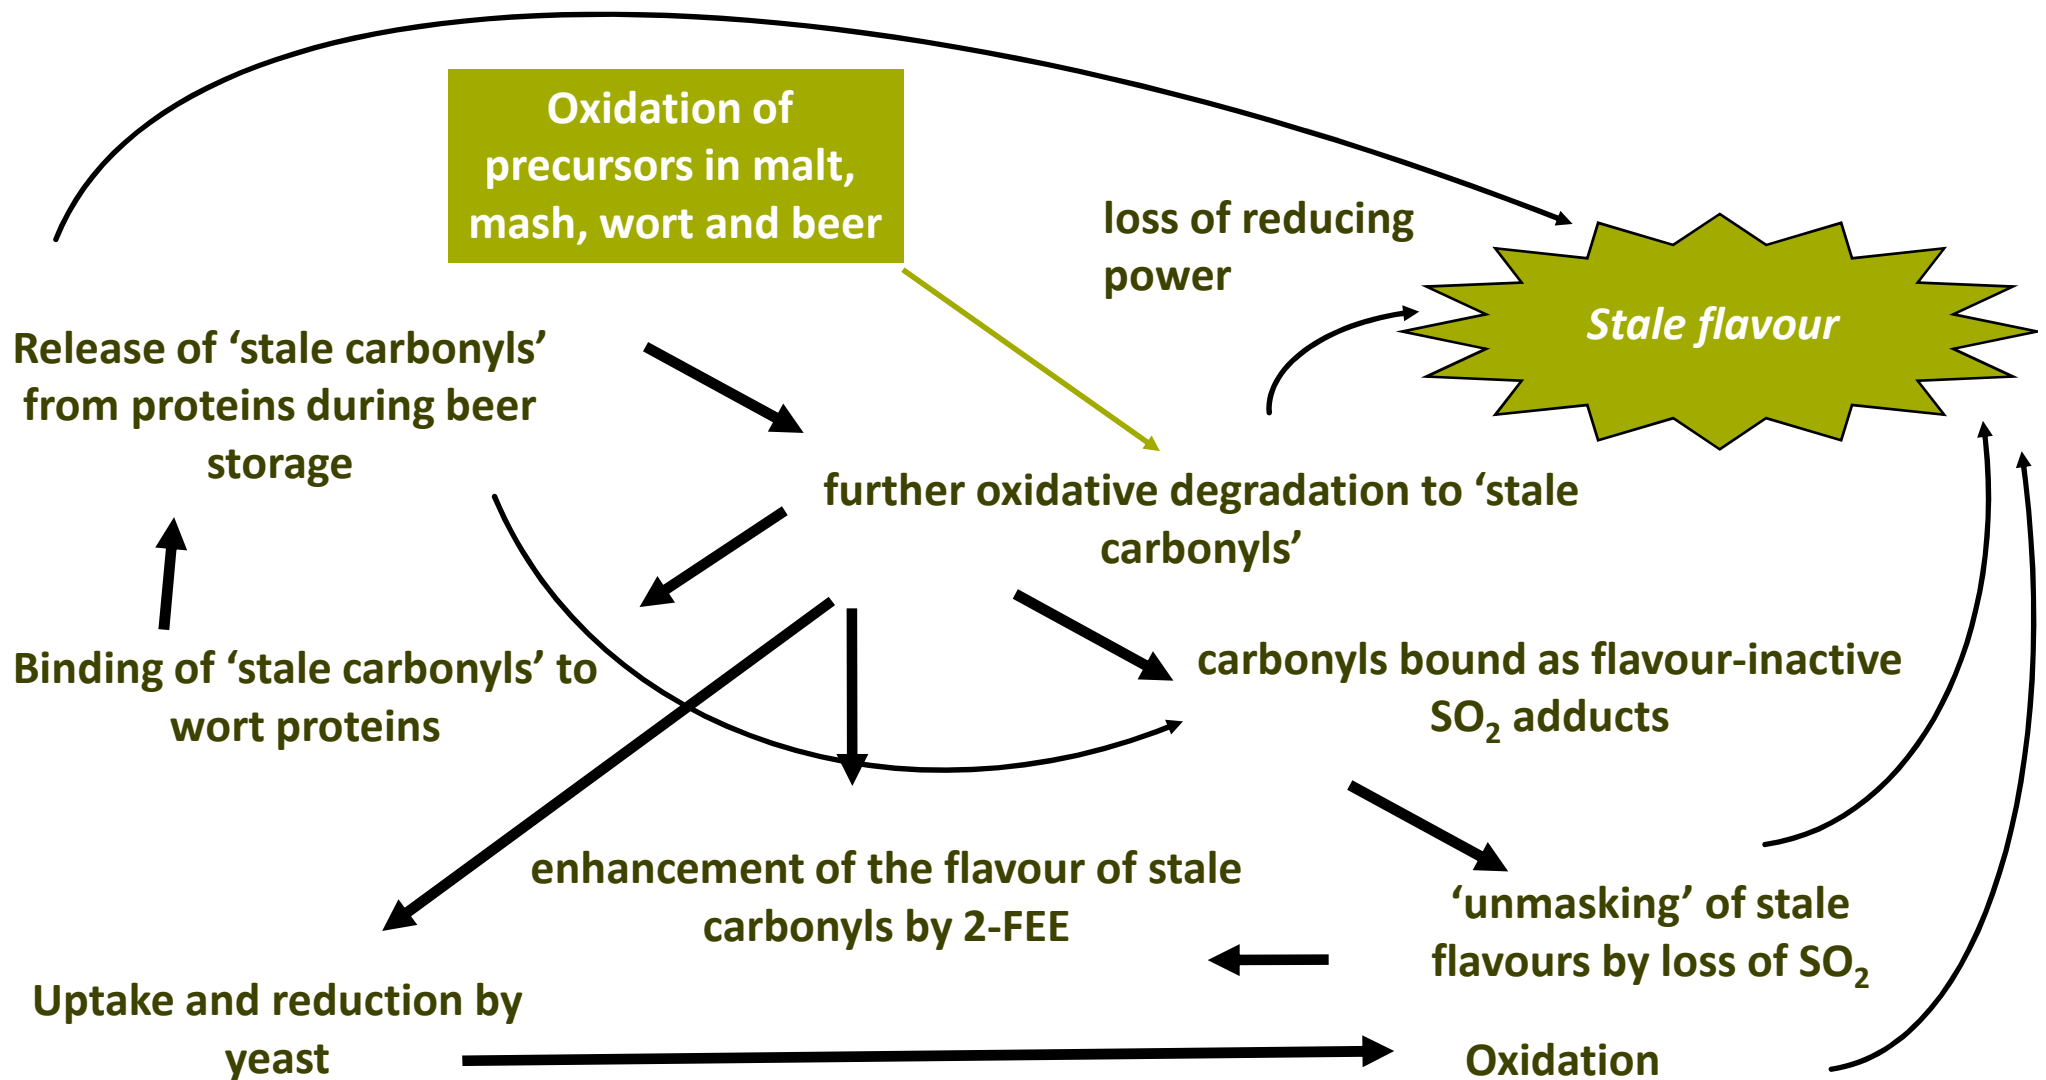 Oxidation of
precursors in malt,
mash, wort and beer
loss of reducing
power
Stale flavour
Release of ‘stale carbonyls’
from proteins during beer
storage
further oxidative degradation to ‘stale
carbonyls’
Binding of ‘stale carbonyls’ to
wort proteins
carbonyls bound as flavour-inactive
SO₂ adducts
enhancement of the flavour of stale
carbonyls by 2-FEE
‘unmasking’ of stale
flavours by loss of SO₂
Uptake and reduction by
yeast
Oxidation